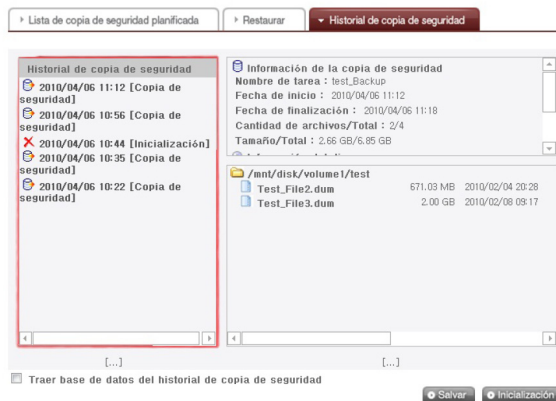 Lista de copia de seguridad planificada
Restaurar
Historial de copia de seguridad
Historial de copia de seguridad
2010/04/06 11:12 [Copia de
seguridad]
2010/04/06 10:56 [Copia de
seguridad]
2010/04/06 10:44 [Inicialización]
2010/04/06 10:35 [Copia de
seguridad]
2010/04/06 10:22 [Copia de
seguridad]
Información de la copia de seguridad
Nombre de tarea : test_Backup
Fecha de inicio : 2010/04/06 11:12
Fecha de finalización : 2010/04/06 11:18
Cantidad de archivos/Total : 2/4
Tamaño/Total : 2.66 GB/6.85 GB
/mnt/disk/volume1/test
Test_File2.dum 671.03 MB 2010/02/04 20:28
Test_File3.dum 2.00 GB 2010/02/08 09:17
[...] [...]
Traer base de datos del historial de copia de seguridad
Salvar Inicialización